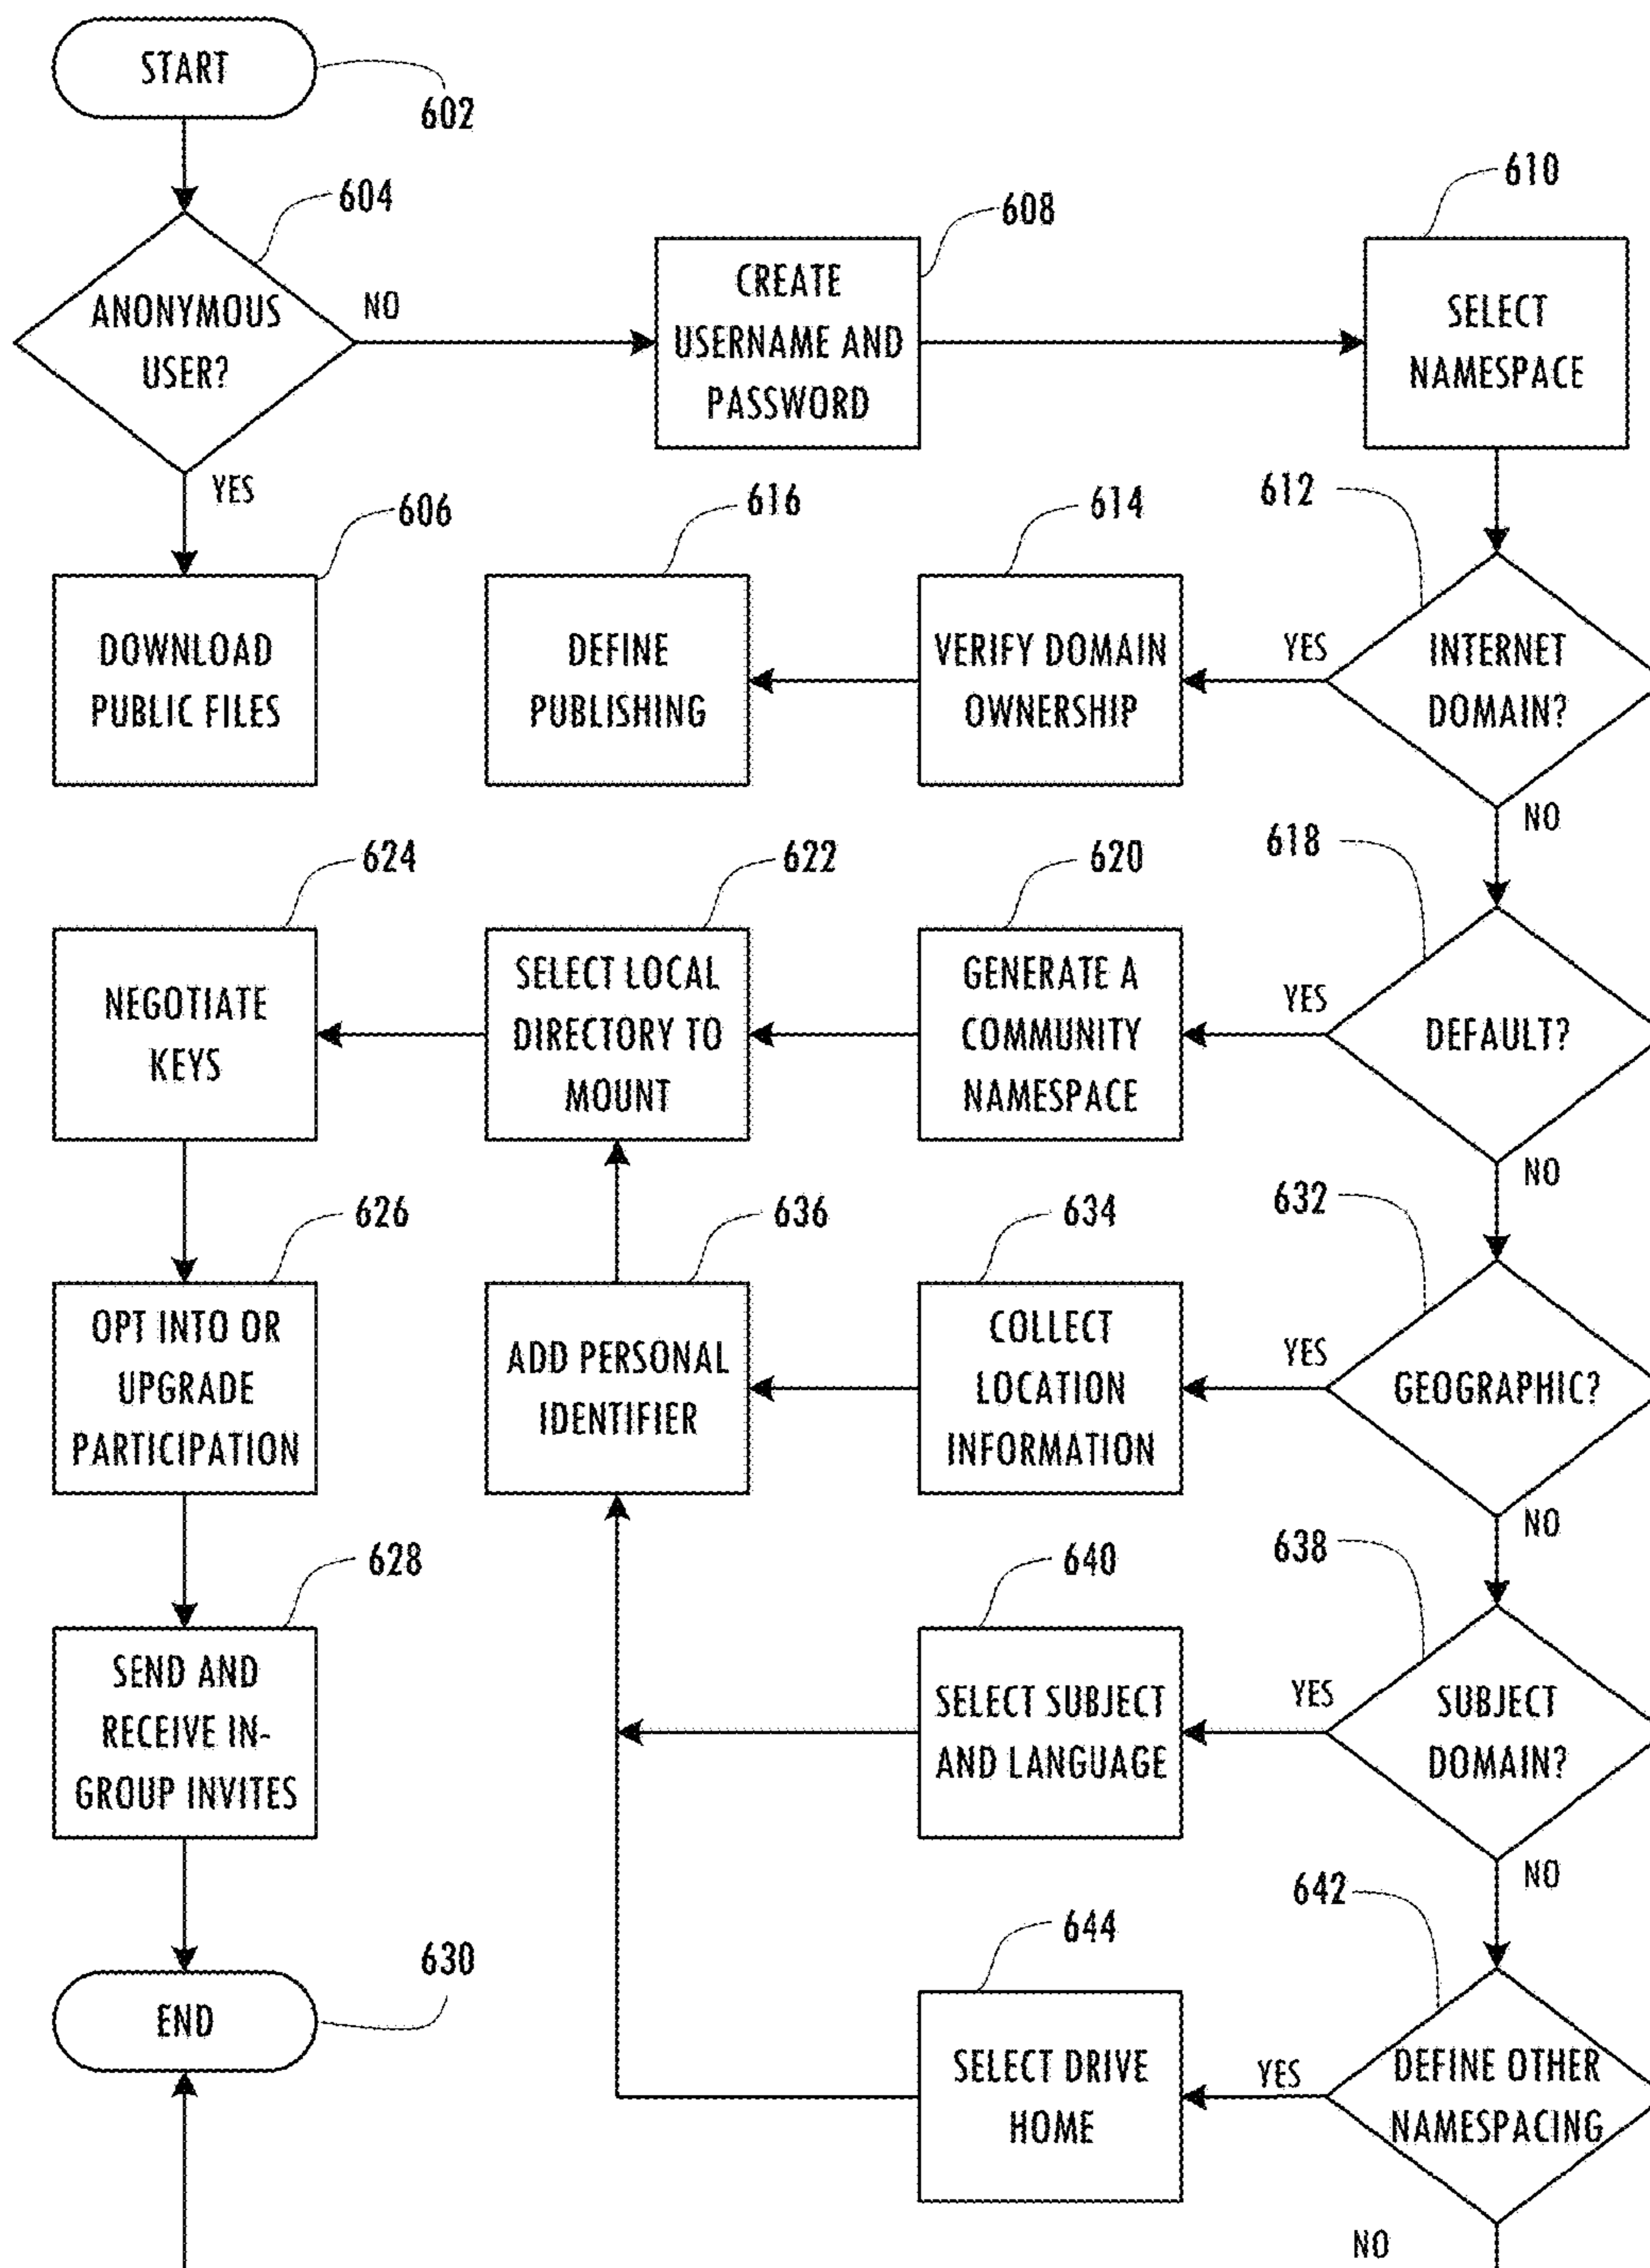 START
602
604
ANONYMOUS
USER?
NO
YES
608
CREATE
USERNAME AND
PASSWORD
610
SELECT
NAMESPACE
606
DOWNLOAD
PUBLIC FILES
616
DEFINE
PUBLISHING
614
VERIFY DOMAIN
OWNERSHIP
612
YES
INTERNET
DOMAIN?
NO
624
NEGOTIATE
KEYS
622
SELECT LOCAL
DIRECTORY TO
MOUNT
620
GENERATE A
COMMUNITY
NAMESPACE
618
YES
DEFAULT?
NO
626
OPT INTO OR
UPGRADE
PARTICIPATION
636
ADD PERSONAL
IDENTIFIER
634
COLLECT
LOCATION
INFORMATION
632
YES
GEOGRAPHIC?
NO
628
SEND AND
RECEIVE IN-
GROUP INVITES
640
SELECT SUBJECT
AND LANGUAGE
638
YES
SUBJECT
DOMAIN?
NO
630
END
644
SELECT DRIVE
HOME
642
YES
DEFINE OTHER
NAMESPACING
NO